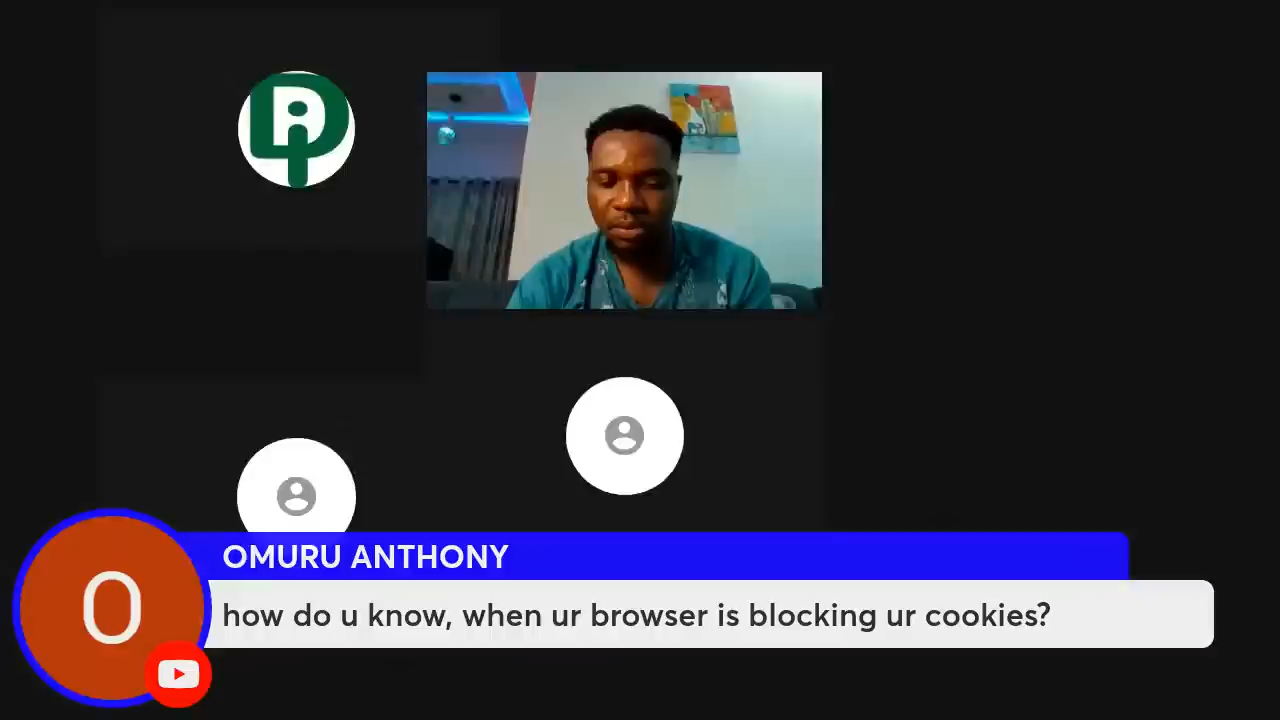 OMURU ANTHONY
how do u know, when ur browser is blocking ur cookies?
O